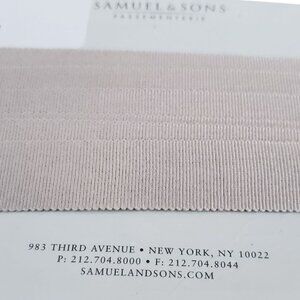 SAMUEL & SONS
PASSEMENTERIE
983 THIRD AVENUE • NEW YORK, NY 10022
P: 212.704.8000 • F: 212.704.8044
SAMUELANDSONS.COM